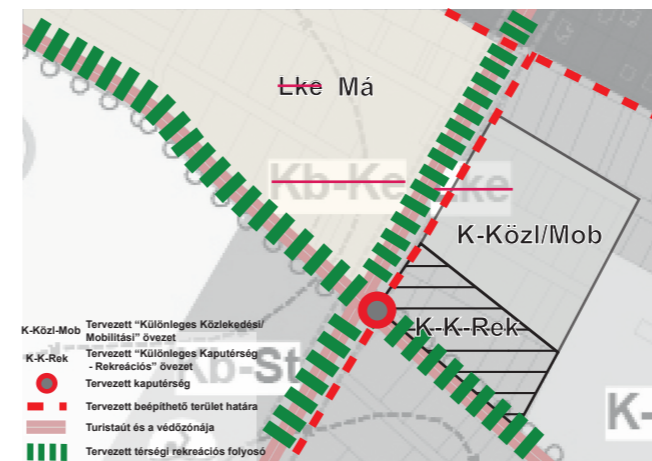 Lke Má
Kb-Ke
Lke
K-Közl/Mob
K-K-Rek
Kb-St
K-
K-Közl-Mob Tervezett “Különleges Közlekedési/
Mobilitási” övezet
K-K-Rek Tervezett “Különleges Kaputérség
- Rekreációs” övezet
Tervezett kaputérség
Tervezett beépíthető terület határa
Turistaút és a védőzónája
Tervezett térségi rekreációs folyosó